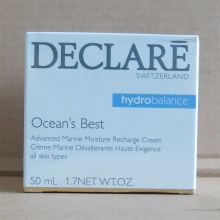 DECLARÉ
SWITZERLAND
hydrobalance
Ocean's Best
Advanced Marine Moisture Recharge Cream
Crème Marine Désaltérante Haute Exigence
all skin types
50 mL : 1.7NET WT.OZ.